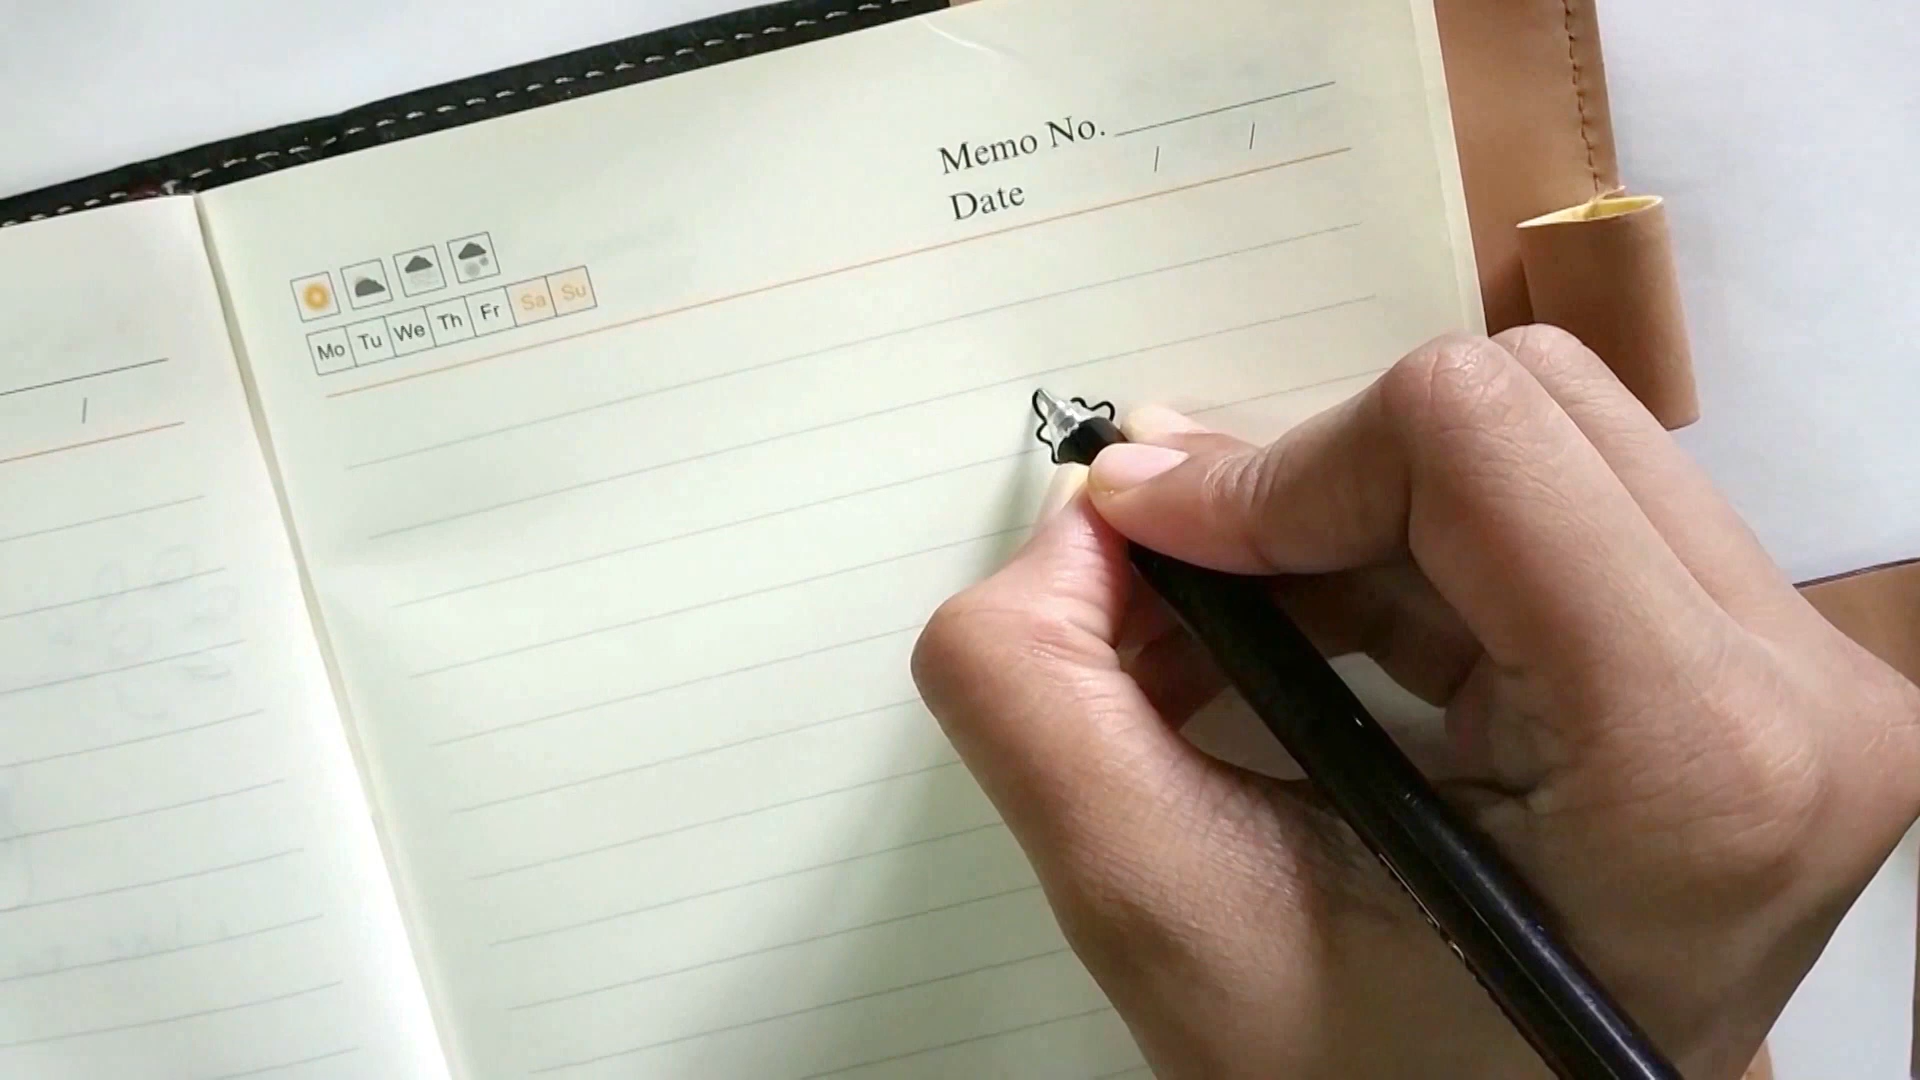 Memo No.
Date / /
Mo Tu We Th Fr Sa Su
/